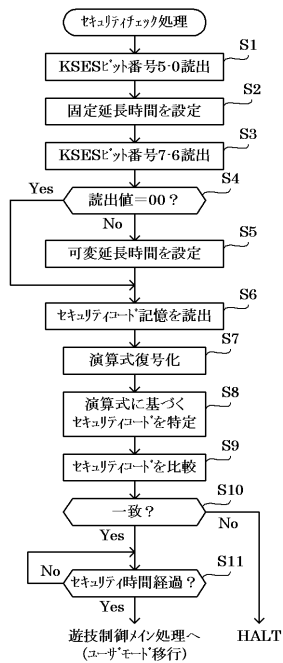 セキュリティチェック処理
S1
KSESビット番号5-0読出
S2
固定延長時間を設定
S3
KSESビット番号7-6読出
S4
Yes
読出値=00?
No
S5
可変延長時間を設定
S6
セキュリティコード記憶を読出
S7
演算式復号化
S8
演算式に基づく
セキュリティコードを特定
S9
セキュリティコードを比較
S10
一致?
No
Yes
S11
No
セキュリティ時間経過?
Yes
遊技制御メイン処理へ
(ユーザモード移行)
HALT